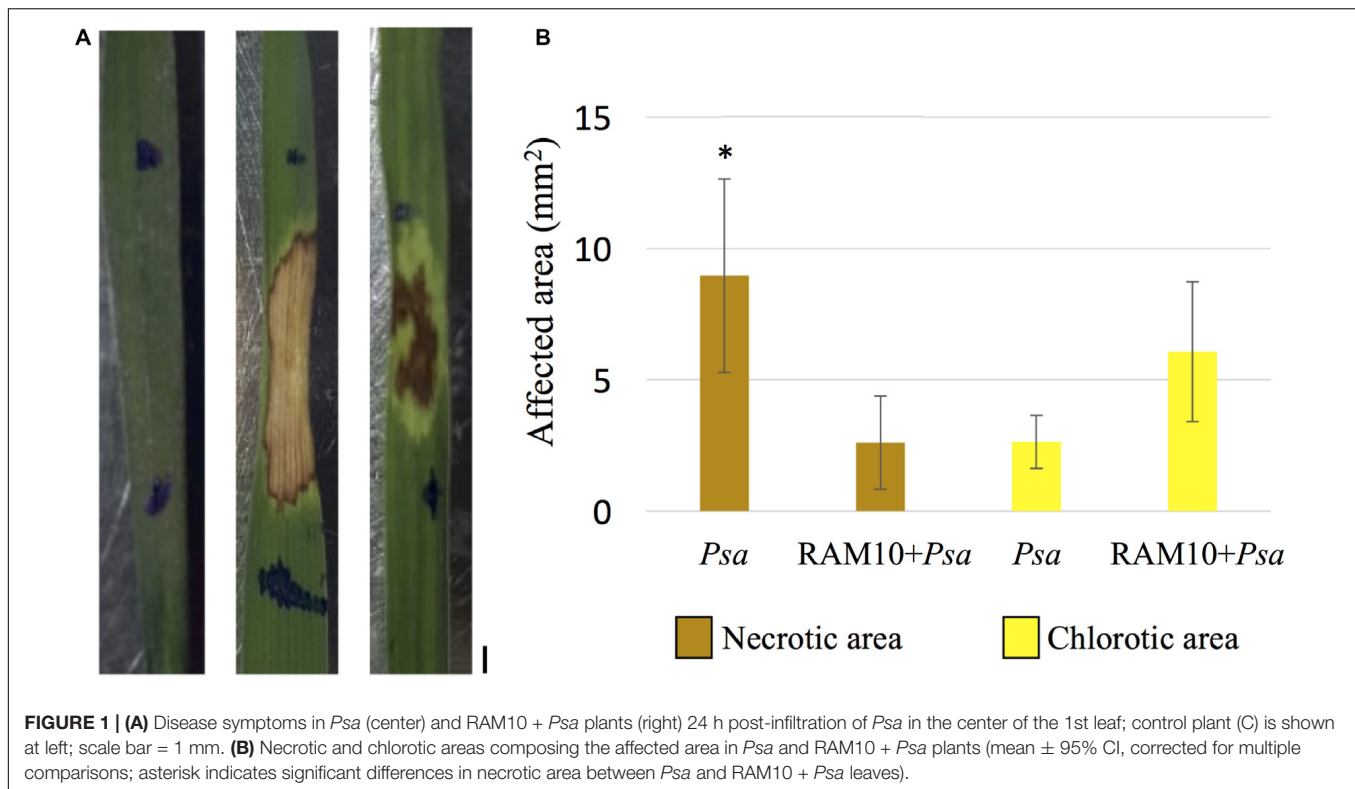 A
B
15
*
10
5
0
Affected area (mm²)
Psa RAM10+Psa Psa RAM10+Psa
Necrotic area Chlorotic area
FIGURE 1 | (A) Disease symptoms in Psa (center) and RAM10 + Psa plants (right) 24 h post-infiltration of Psa in the center of the 1st leaf; control plant (C) is shown
at left; scale bar = 1 mm. (B) Necrotic and chlorotic areas composing the affected area in Psa and RAM10 + Psa plants (mean ± 95% CI, corrected for multiple
comparisons; asterisk indicates significant differences in necrotic area between Psa and RAM10 + Psa leaves).